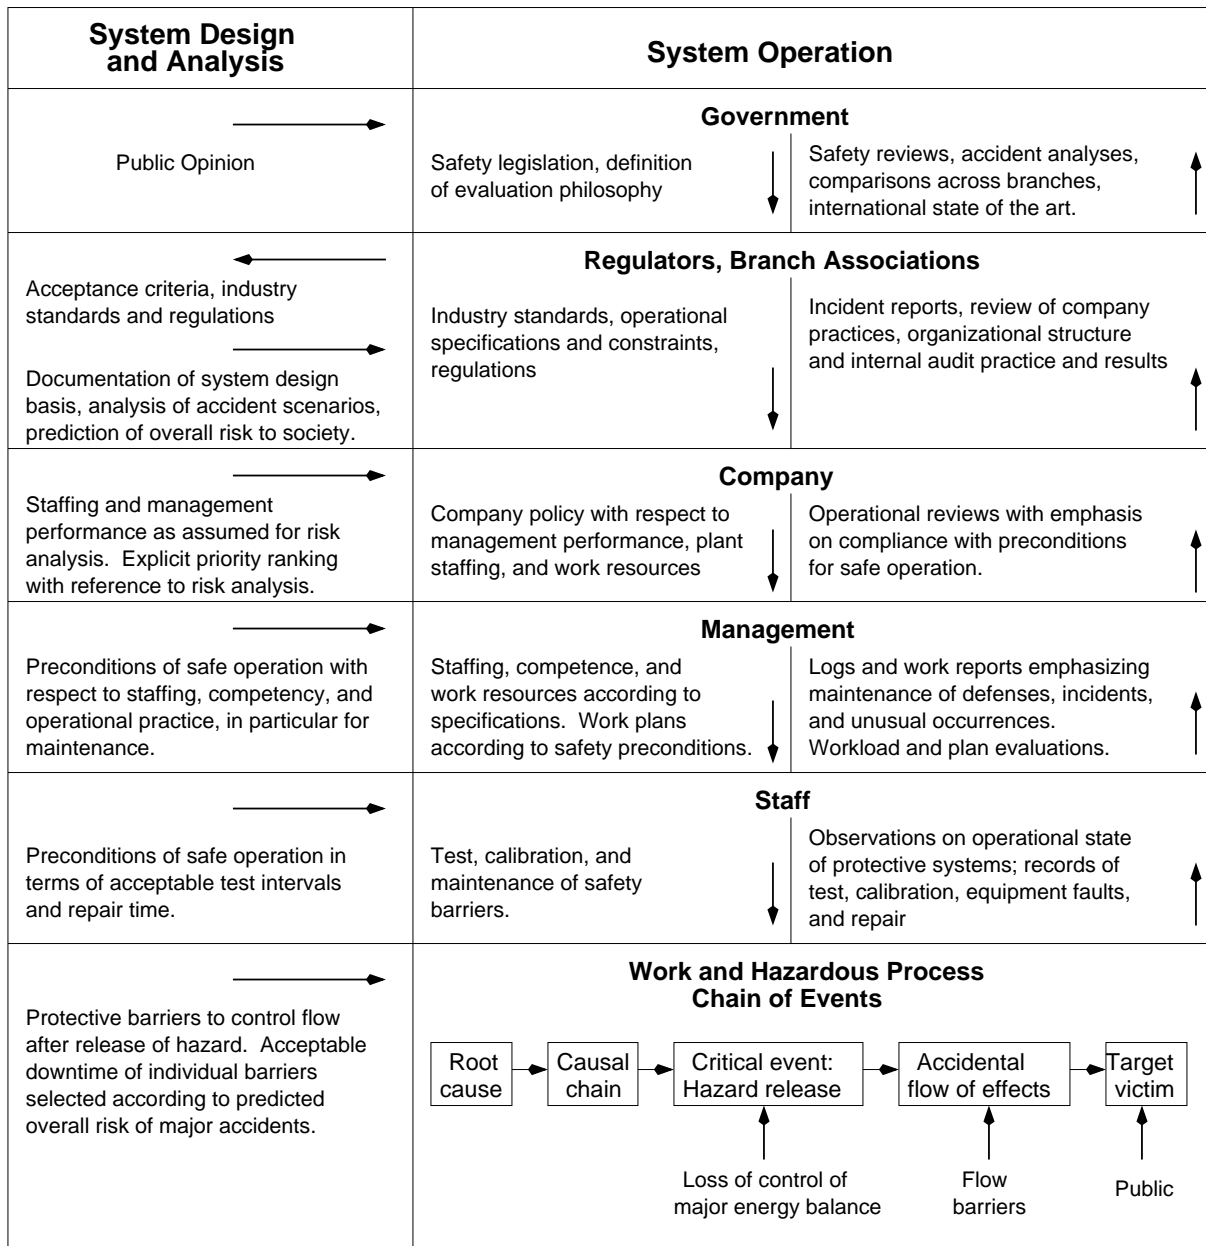 System Design
and Analysis
System Operation
Public Opinion
Government
Safety legislation, definition
of evaluation philosophy
Safety reviews, accident analyses,
comparisons across branches,
international state of the art.
Acceptance criteria, industry
standards and regulations
Documentation of system design
basis, analysis of accident scenarios,
prediction of overall risk to society.
Regulators, Branch Associations
Industry standards, operational
specifications and constraints,
regulations
Incident reports, review of company
practices, organizational structure
and internal audit practice and results
Staffing and management
performance as assumed for risk
analysis. Explicit priority ranking
with reference to risk analysis.
Company
Company policy with respect to
management performance, plant
staffing, and work resources
Operational reviews with emphasis
on compliance with preconditions
for safe operation.
Preconditions of safe operation with
respect to staffing, competency, and
operational practice, in particular for
maintenance.
Management
Staffing, competence, and
work resources according to
specifications. Work plans
according to safety preconditions.
Logs and work reports emphasizing
maintenance of defenses, incidents,
and unusual occurrences.
Workload and plan evaluations.
Preconditions of safe operation in
terms of acceptable test intervals
and repair time.
Staff
Test, calibration, and
maintenance of safety
barriers.
Observations on operational state
of protective systems; records of
test, calibration, equipment faults,
and repair
Protective barriers to control flow
after release of hazard. Acceptable
downtime of individual barriers
selected according to predicted
overall risk of major accidents.
Work and Hazardous Process
Chain of Events
Root
cause
Causal
chain
Critical event:
Hazard release
Accidental
flow of effects
Target
victim
Loss of control of
major energy balance
Flow
barriers
Public